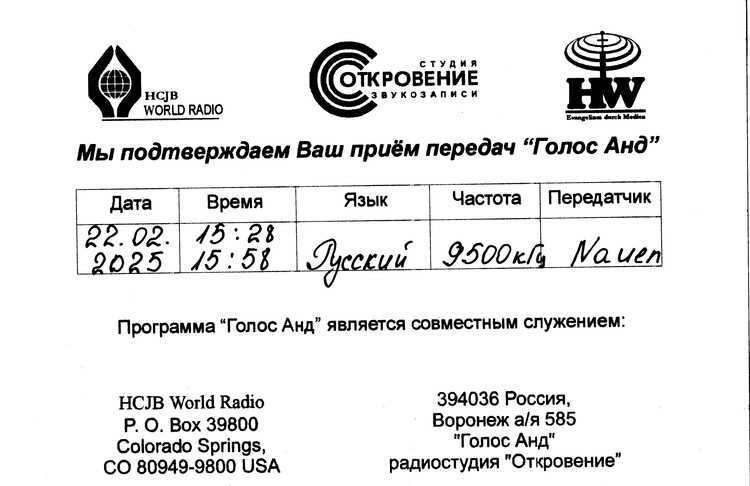 HCJB
WORLD RADIO
СТУДИЯ
ОТКРОВЕНИЕ
ЗВУКОЗАПИСИ
HW
Evangelium durch Medien
Мы подтверждаем Ваш приём передач “Голос Анд”
Дата Время Язык Частота Передатчик
22.02. 15:28
2025 15:58 Русский 9500 кГц Nauen
Программа “Голос Анд” является совместным служением:
HCJB World Radio
P. O. Box 39800
Colorado Springs,
CO 80949-9800 USA
394036 Россия,
Воронеж а/я 585
"Голос Анд"
радиостудия "Откровение"